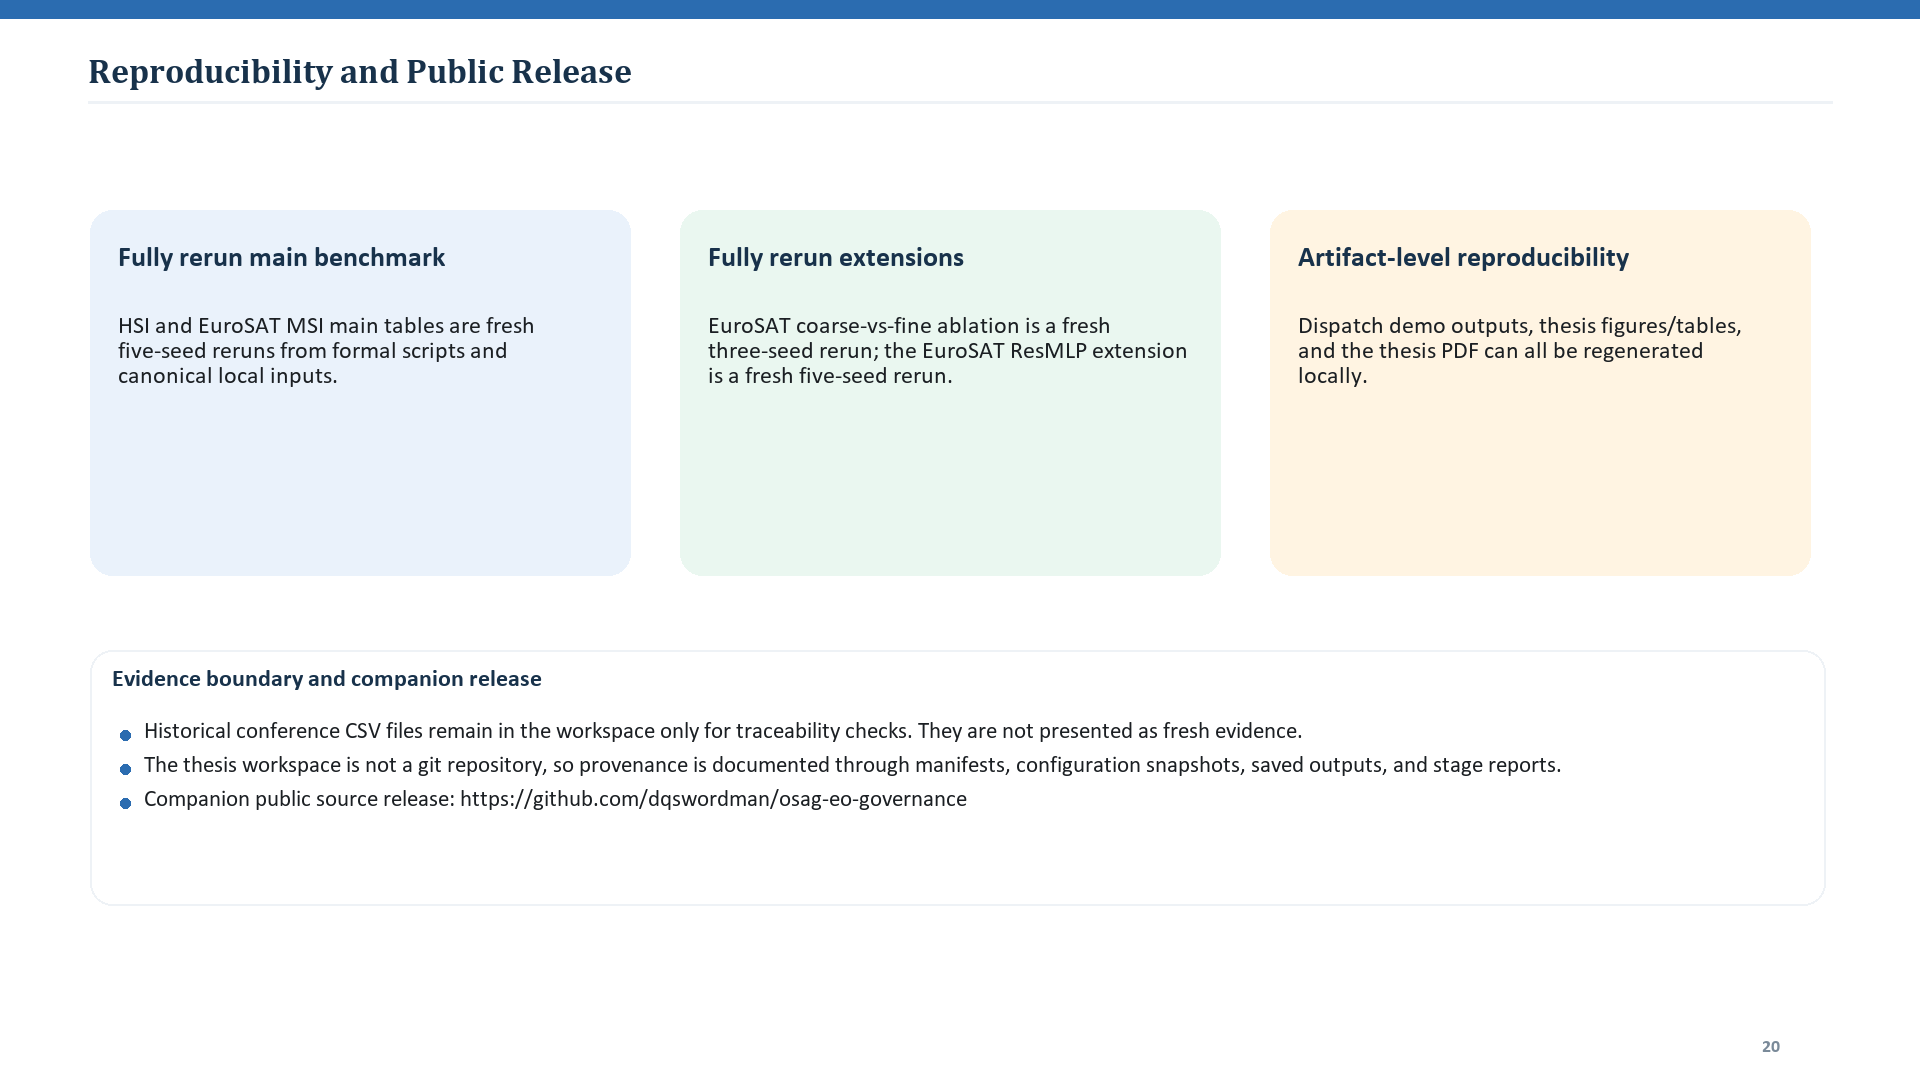 Reproducibility and Public Release
Fully rerun main benchmark
HSI and EuroSAT MSI main tables are fresh
five-seed reruns from formal scripts and
canonical local inputs.
Fully rerun extensions
EuroSAT coarse-vs-fine ablation is a fresh
three-seed rerun; the EuroSAT ResMLP extension
is a fresh five-seed rerun.
Artifact-level reproducibility
Dispatch demo outputs, thesis figures/tables,
and the thesis PDF can all be regenerated
locally.
Evidence boundary and companion release
Historical conference CSV files remain in the workspace only for traceability checks. They are not presented as fresh evidence.
The thesis workspace is not a git repository, so provenance is documented through manifests, configuration snapshots, saved outputs, and stage reports.
Companion public source release: https://github.com/dqswordman/osag-eo-governance
20